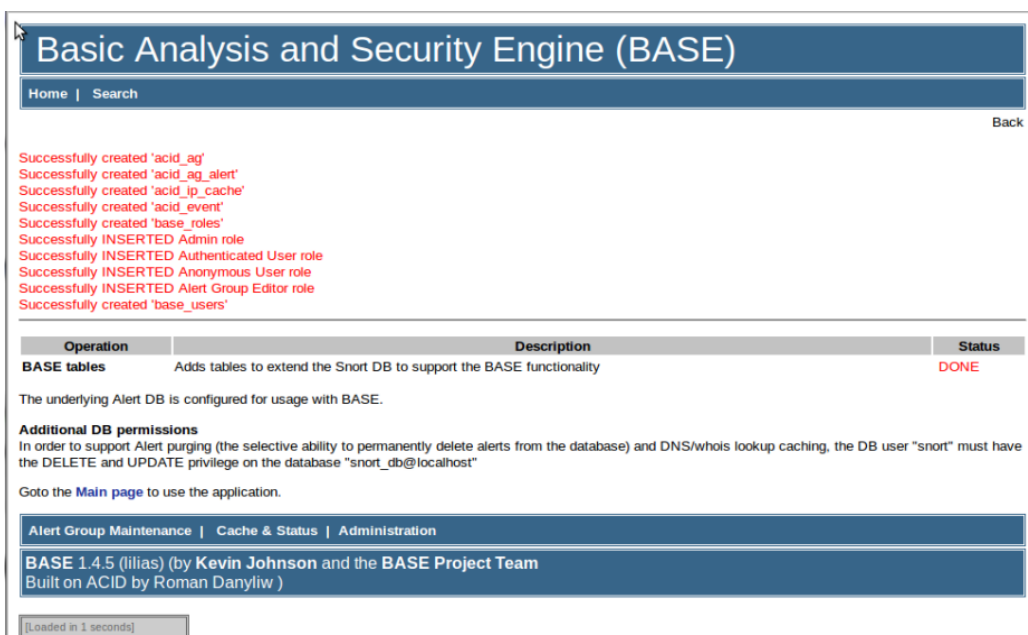 Basic Analysis and Security Engine (BASE)
Home | Search
Back
Successfully created 'acid_ag'
Successfully created 'acid_ag_alert'
Successfully created 'acid_ip_cache'
Successfully created 'acid_event'
Successfully created 'base_roles'
Successfully INSERTED Admin role
Successfully INSERTED Authenticated User role
Successfully INSERTED Anonymous User role
Successfully INSERTED Alert Group Editor role
Successfully created 'base_users'
Operation Description Status
BASE tables Adds tables to extend the Snort DB to support the BASE functionality DONE
The underlying Alert DB is configured for usage with BASE.
Additional DB permissions
In order to support Alert purging (the selective ability to permanently delete alerts from the database) and DNS/whois lookup caching, the DB user "snort" must have
the DELETE and UPDATE privilege on the database "snort_db@localhost"
Goto the Main page to use the application.
Alert Group Maintenance | Cache & Status | Administration
BASE 1.4.5 (lilias) (by Kevin Johnson and the BASE Project Team
Built on ACID by Roman Danyliw )
[Loaded in 1 seconds]